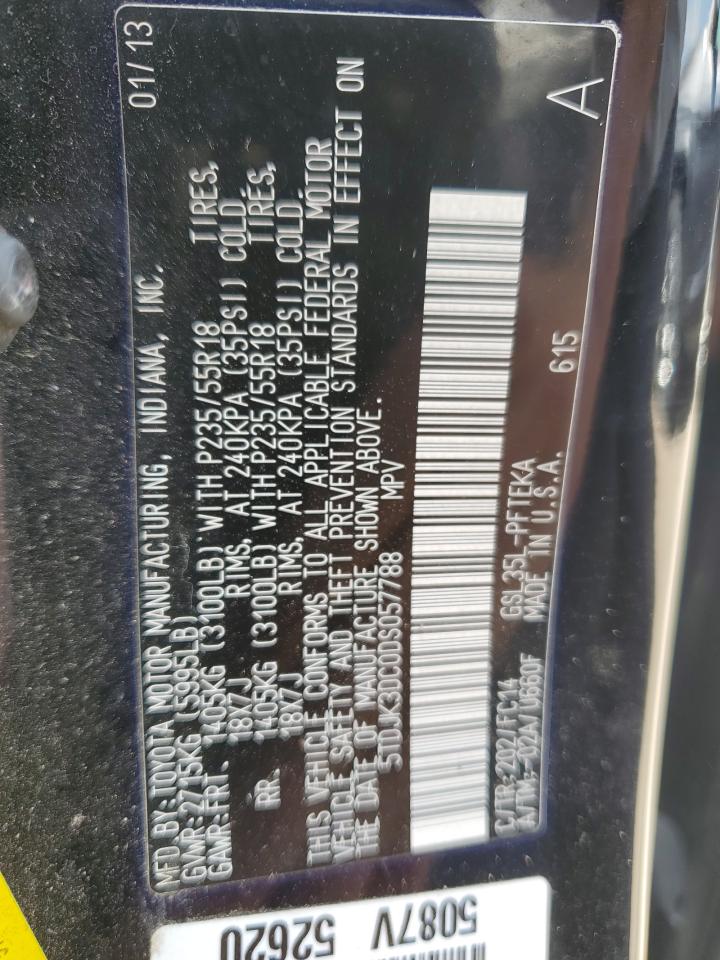 MFD BY:TOYOTA MOTOR MANUFACTURING, INDIANA, INC. 01/13
GVWR:2715KG (5995LB)
GAWR:FRT. 1405KG (3100LB) WITH P235/55R18 TIRES,
18X7J RIMS, AT 240KPA (35PSI) COLD.
RR. 1405KG (3100LB) WITH P235/55R18 TIRES,
18X7J RIMS, AT 240KPA (35PSI) COLD.
THIS VEHICLE CONFORMS TO ALL APPLICABLE FEDERAL MOTOR
VEHICLE SAFETY AND THEFT PREVENTION STANDARDS IN EFFECT ON
THE DATE OF MANUFACTURE SHOWN ABOVE.
5TDJK3DC0DS057788 MPV
C/TR:2Q2/FC14 GSL35L-PFTEKA A
A/TM:-02A/U660F MADE IN U.S.A. 615
5087V
52620